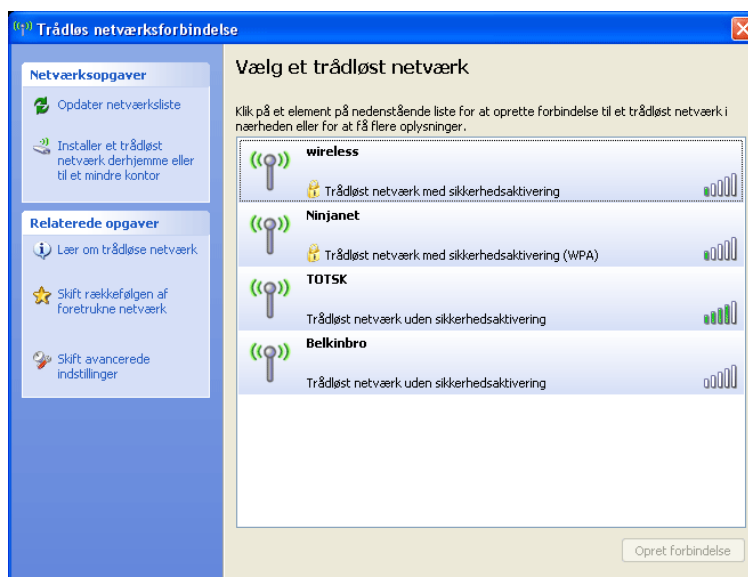 Trådløs netværksforbindelse
Netværksopgaver
Opdater netværksliste
Installer et trådløst
netværk derhjemme eller
til et mindre kontor
Relaterede opgaver
Lær om trådløse netværk
Skift rækkefølgen af
foretrukne netværk
Skift avancerede
indstillinger
Vælg et trådløst netværk
Klik på et element på nedenstående liste for at oprette forbindelse til et trådløst netværk i
nærheden eller for at få flere oplysninger.
wireless
Trådløst netværk med sikkerhedsaktivering
Ninjanet
Trådløst netværk med sikkerhedsaktivering (WPA)
TOTSK
Trådløst netværk uden sikkerhedsaktivering
Belkinbro
Trådløst netværk uden sikkerhedsaktivering
Opret forbindelse